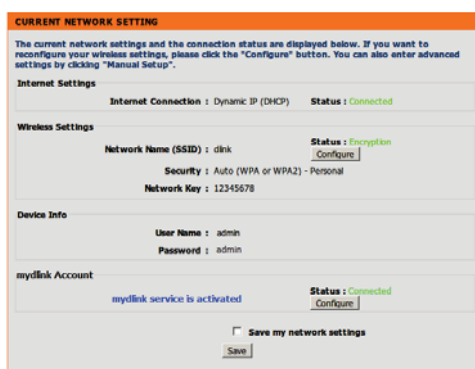 CURRENT NETWORK SETTING
The current network settings and the connection status are displayed below. If you want to
reconfigure your wireless settings, please click the "Configure" button. You can also enter advanced
settings by clicking "Manual Setup".
Internet Settings
Internet Connection : Dynamic IP (DHCP) Status : Connected
Wireless Settings
Status : Encryption
Network Name (SSID) : dlink Configure
Security : Auto (WPA or WPA2) - Personal
Network Key : 12345678
Device Info
User Name : admin
Password : admin
mydlink Account
Status : Connected
mydlink service is activated Configure
Save my network settings
Save